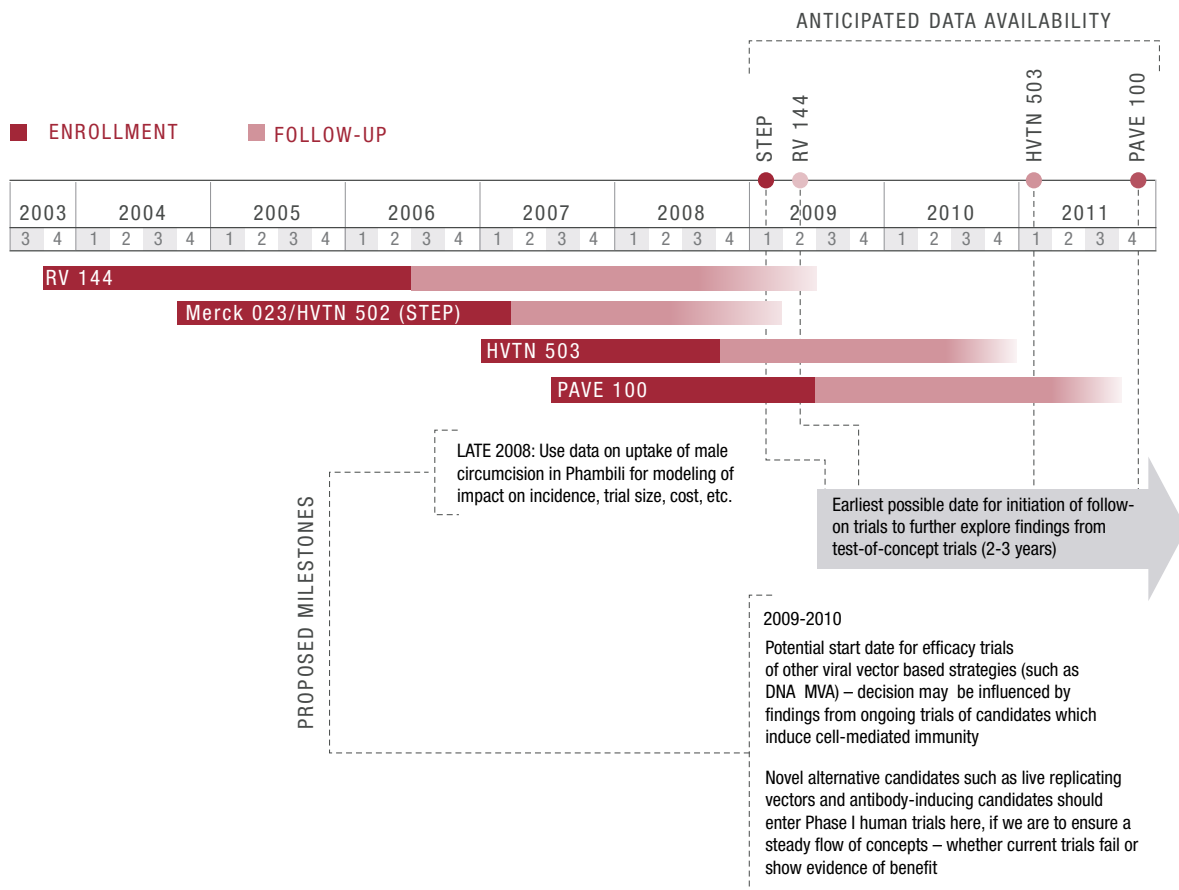 ANTICIPATED DATA AVAILABILITY
ENROLLMENT
FOLLOW-UP
STEP
RV 144
HVTN 503
PAVE 100
2003 2004 2005 2006 2007 2008 2009 2010 2011
3 4 1 2 3 4 1 2 3 4 1 2 3 4 1 2 3 4 1 2 3 4 1 2 3 4 1 2 3 4 1 2 3 4
RV 144
Merck 023/HVTN 502 (STEP)
HVTN 503
PAVE 100
PROPOSED MILESTONES
LATE 2008: Use data on uptake of male
circumcision in Phambili for modeling of
impact on incidence, trial size, cost, etc.
Earliest possible date for initiation of follow-
on trials to further explore findings from
test-of-concept trials (2-3 years)
2009-2010
Potential start date for efficacy trials
of other viral vector based strategies (such as
DNA MVA) – decision may be influenced by
findings from ongoing trials of candidates which
induce cell-mediated immunity
Novel alternative candidates such as live replicating
vectors and antibody-inducing candidates should
enter Phase I human trials here, if we are to ensure a
steady flow of concepts – whether current trials fail or
show evidence of benefit